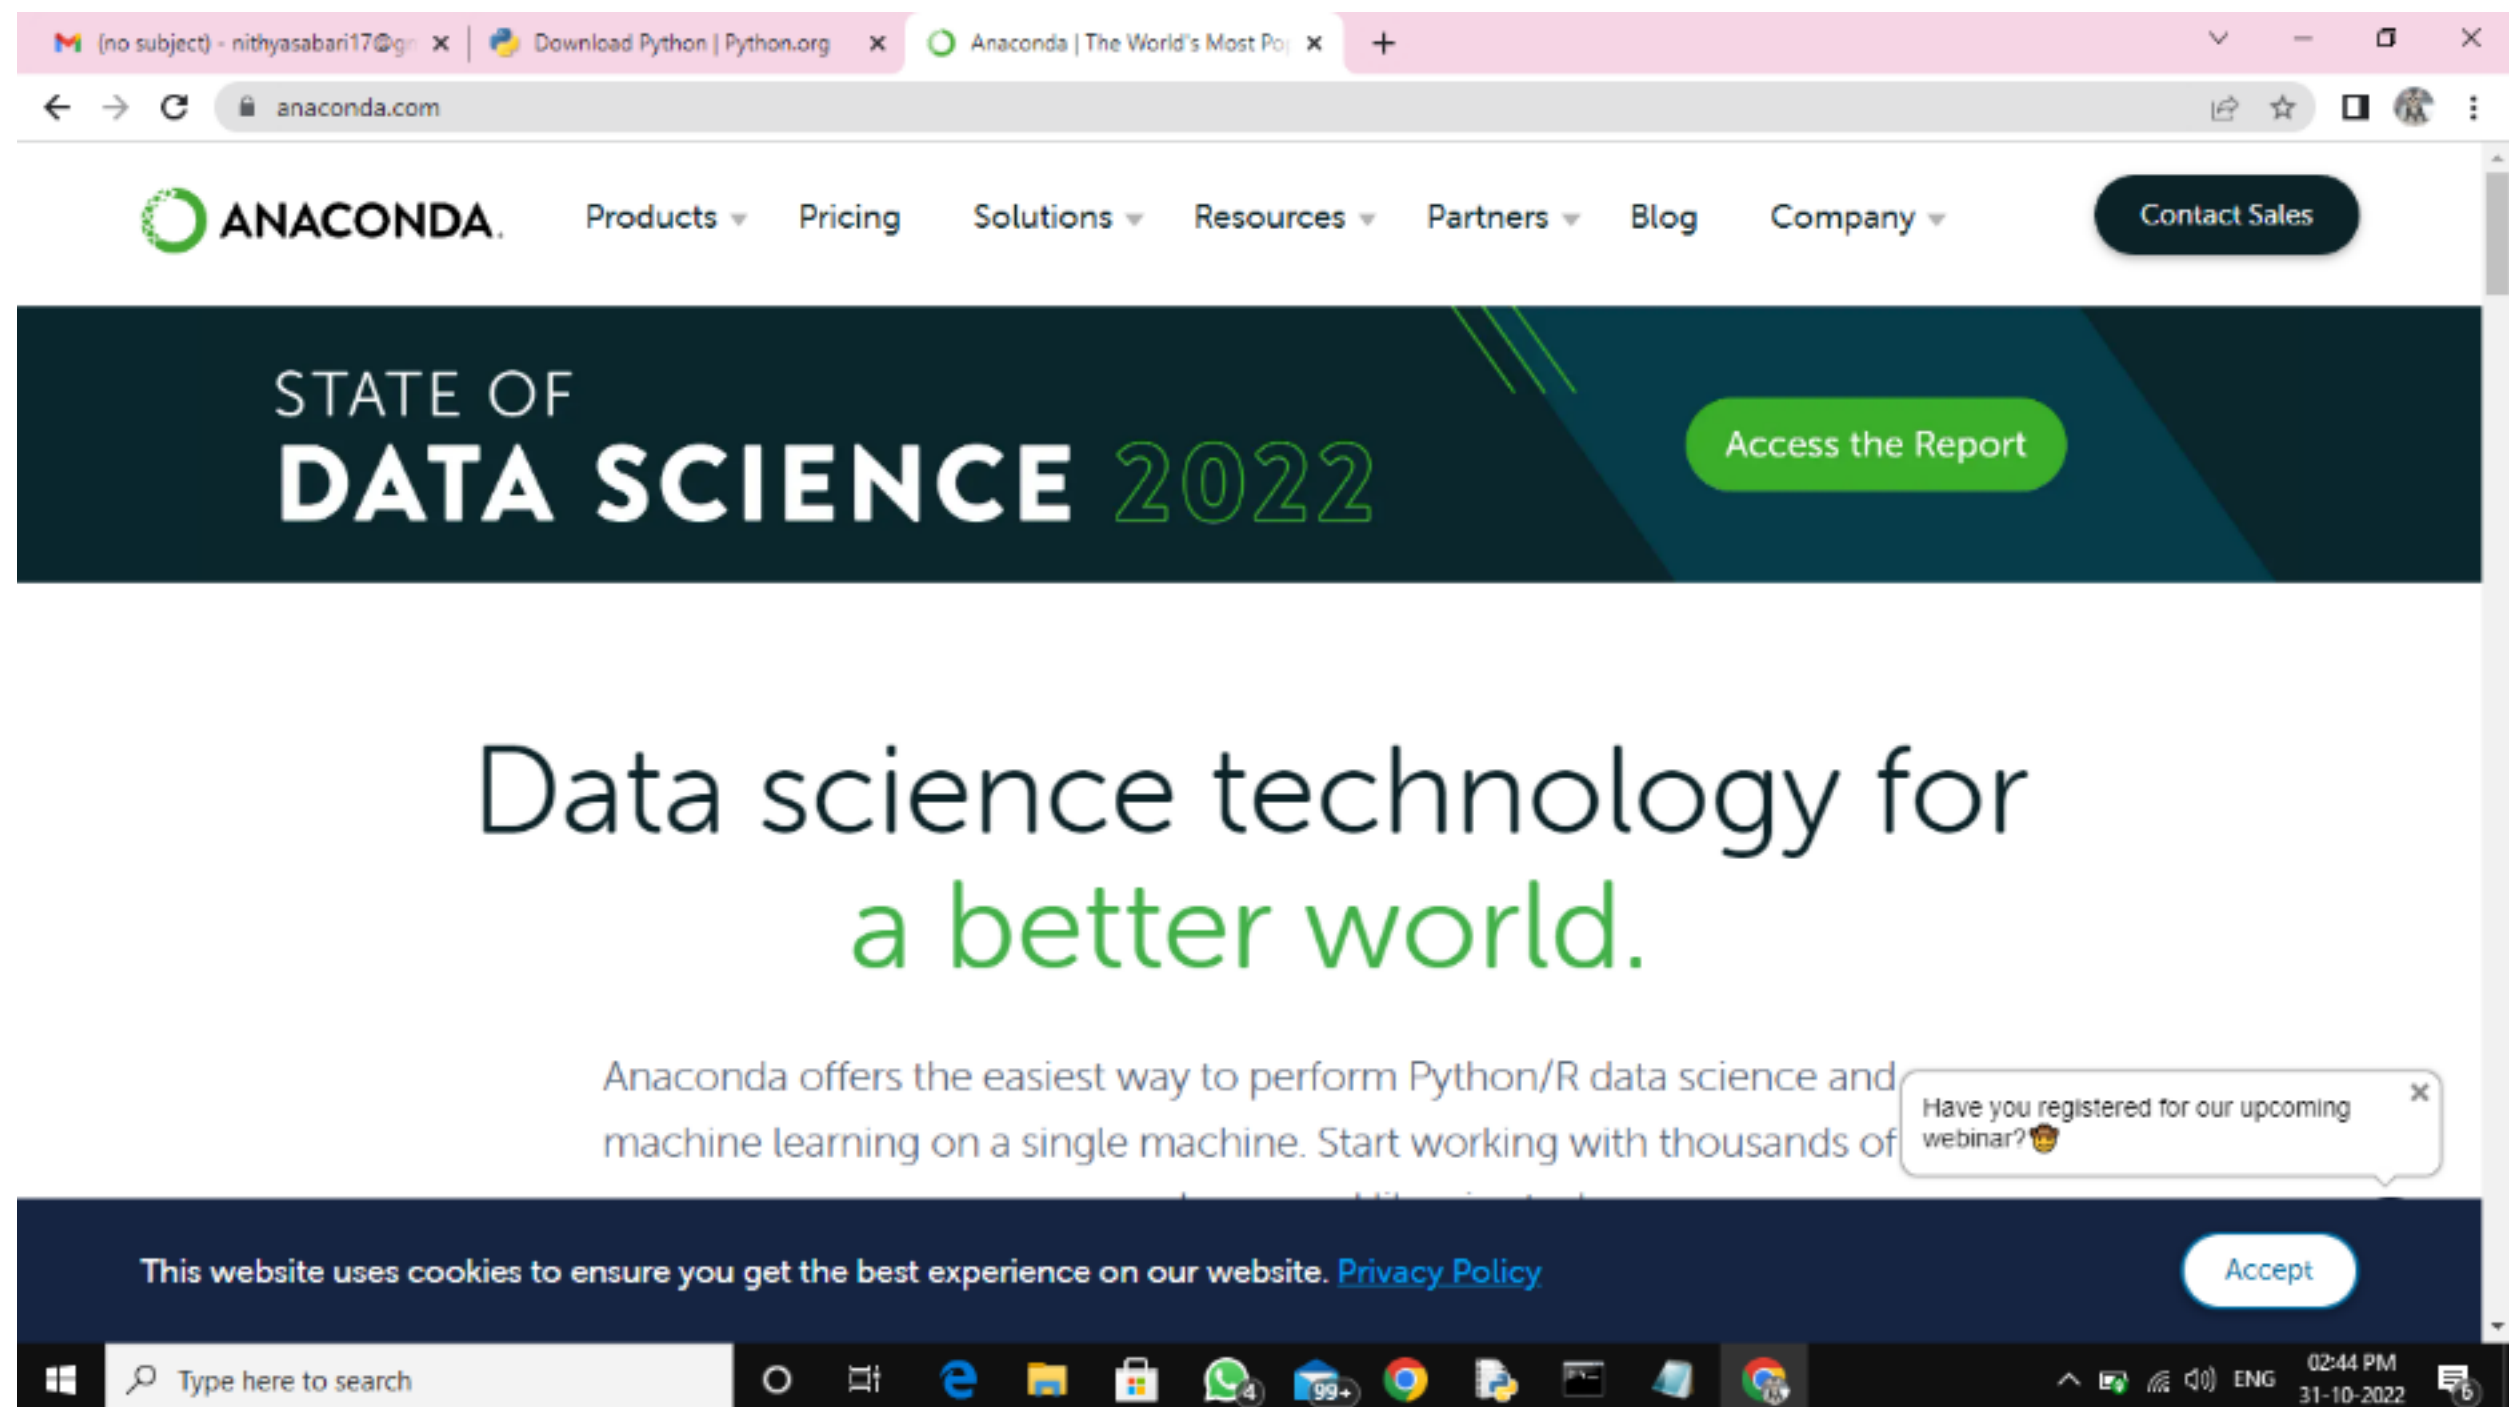 (no subject) - nithyasabari17@g
Download Python | Python.org
Anaconda | The World's Most Po
anaconda.com
ANACONDA.
Products
Pricing
Solutions
Resources
Partners
Blog
Company
Contact Sales
STATE OF
DATA SCIENCE 2022
Access the Report
Data science technology for
a better world.
Anaconda offers the easiest way to perform Python/R data science and
machine learning on a single machine. Start working with thousands of
Have you registered for our upcoming
webinar?🤠
This website uses cookies to ensure you get the best experience on our website. Privacy Policy
Accept
Type here to search
4
99+
ENG
02:44 PM
31-10-2022
6